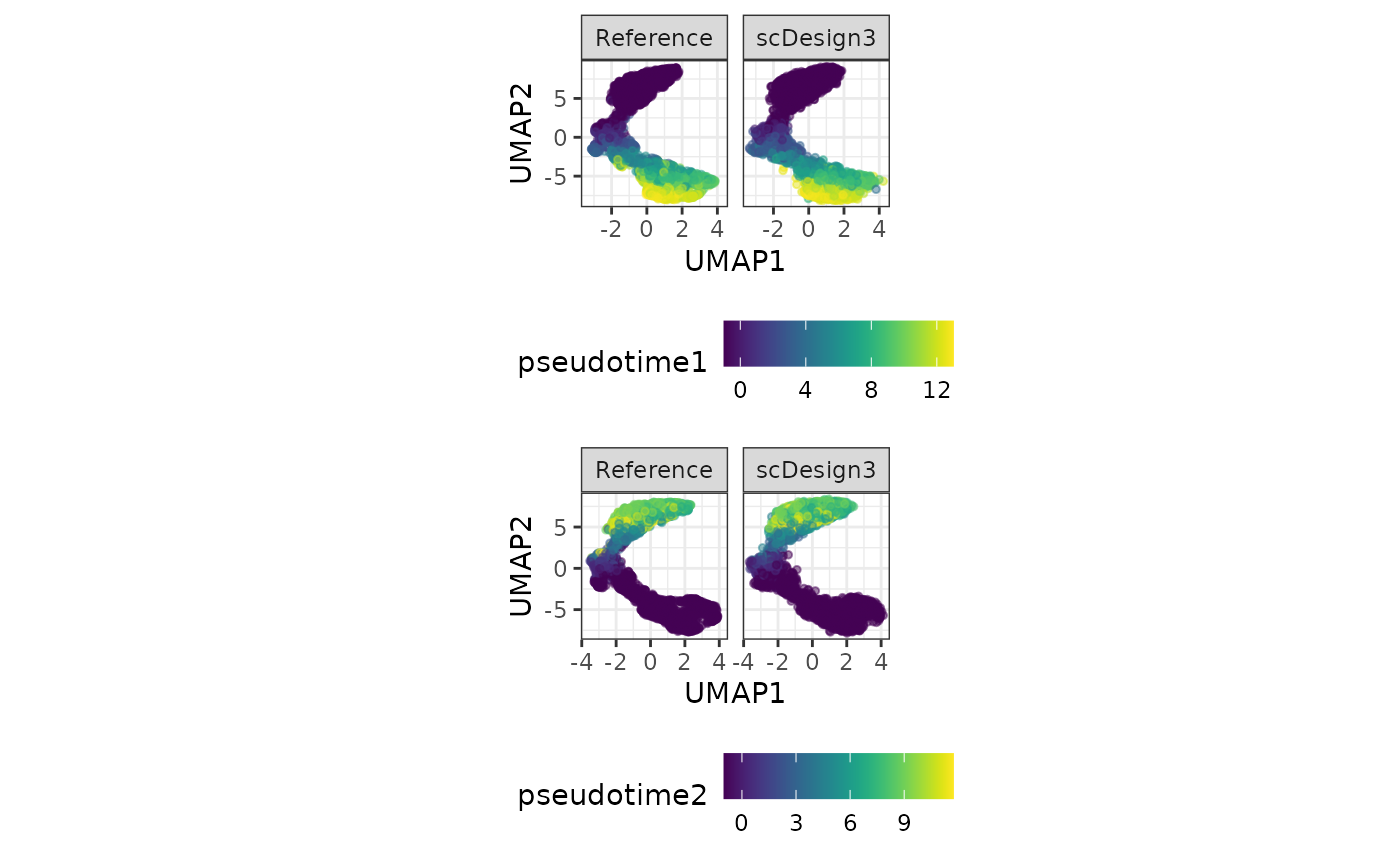 Reference scDesign3
UMAP2
5
0
-5
-2 0 2 4 -2 0 2 4
UMAP1
pseudotime1
0 4 8 12
Reference scDesign3
UMAP2
5
0
-5
-4 -2 0 2 4 -4 -2 0 2 4
UMAP1
pseudotime2
0 3 6 9